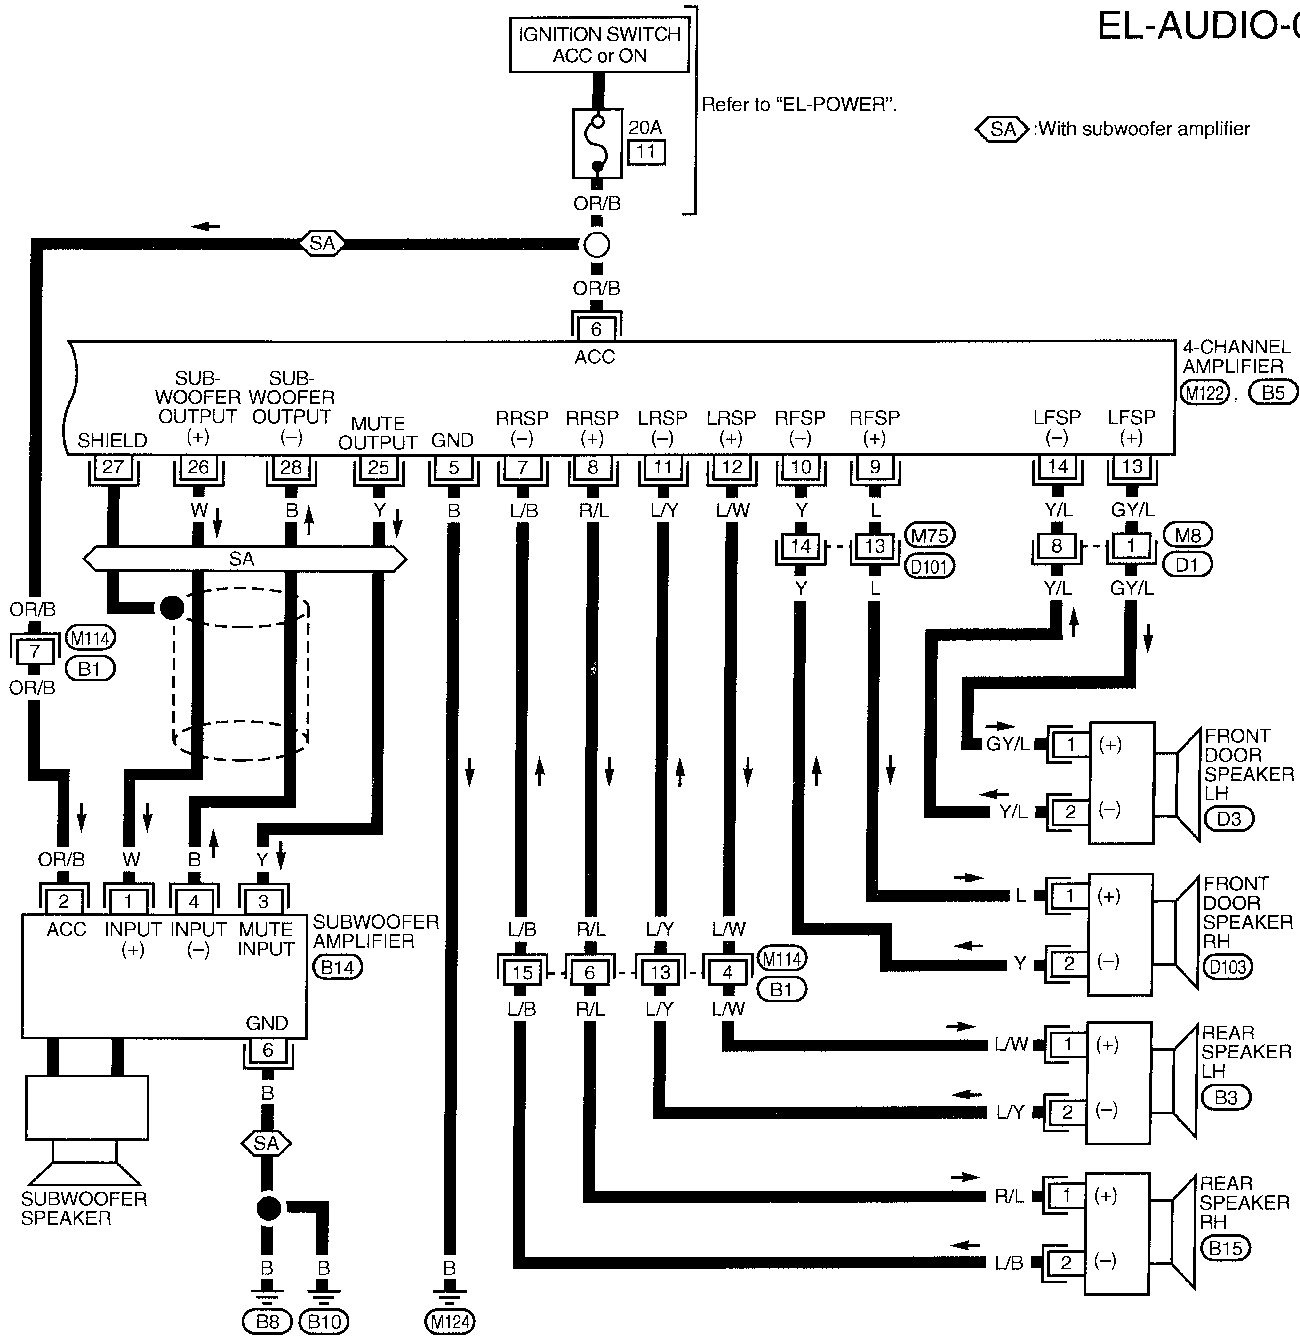 EL-AUDIO-
IGNITION SWITCH
ACC or ON
Refer to "EL-POWER".
SA :With subwoofer amplifier
20A
11
OR/B
SA
OR/B
6
ACC
4-CHANNEL
AMPLIFIER
M122 , B5
SHIELD
SUB-
WOOFER
OUTPUT
(+)
SUB-
WOOFER
OUTPUT
(–)
MUTE
OUTPUT
GND
RRSP
(–)
RRSP
(+)
LRSP
(–)
LRSP
(+)
RFSP
(–)
RFSP
(+)
LFSP
(–)
LFSP
(+)
27 26 28 25 5 7 8 11 12 10 9 14 13
W B Y B L/B R/L L/Y L/W Y L Y/L GY/L
SA
14 13 M75
D101
8 1 M8
D1
Y L Y/L GY/L
OR/B
7 M114
B1
OR/B
GY/L 1 (+)
Y/L 2 (–)
FRONT
DOOR
SPEAKER
LH
D3
OR/B W B Y
2 1 4 3
ACC
INPUT
(+)
INPUT
(–)
MUTE
INPUT
SUBWOOFER
AMPLIFIER
B14
L 1 (+)
Y 2 (–)
FRONT
DOOR
SPEAKER
RH
D103
L/B R/L L/Y L/W
15 6 13 4 M114
B1
L/B R/L L/Y L/W
GND
6
B
SA
L/W 1 (+)
L/Y 2 (–)
REAR
SPEAKER
LH
B3
SUBWOOFER
SPEAKER
R/L 1 (+)
L/B 2 (–)
REAR
SPEAKER
RH
B15
B B B
B8 B10 M124